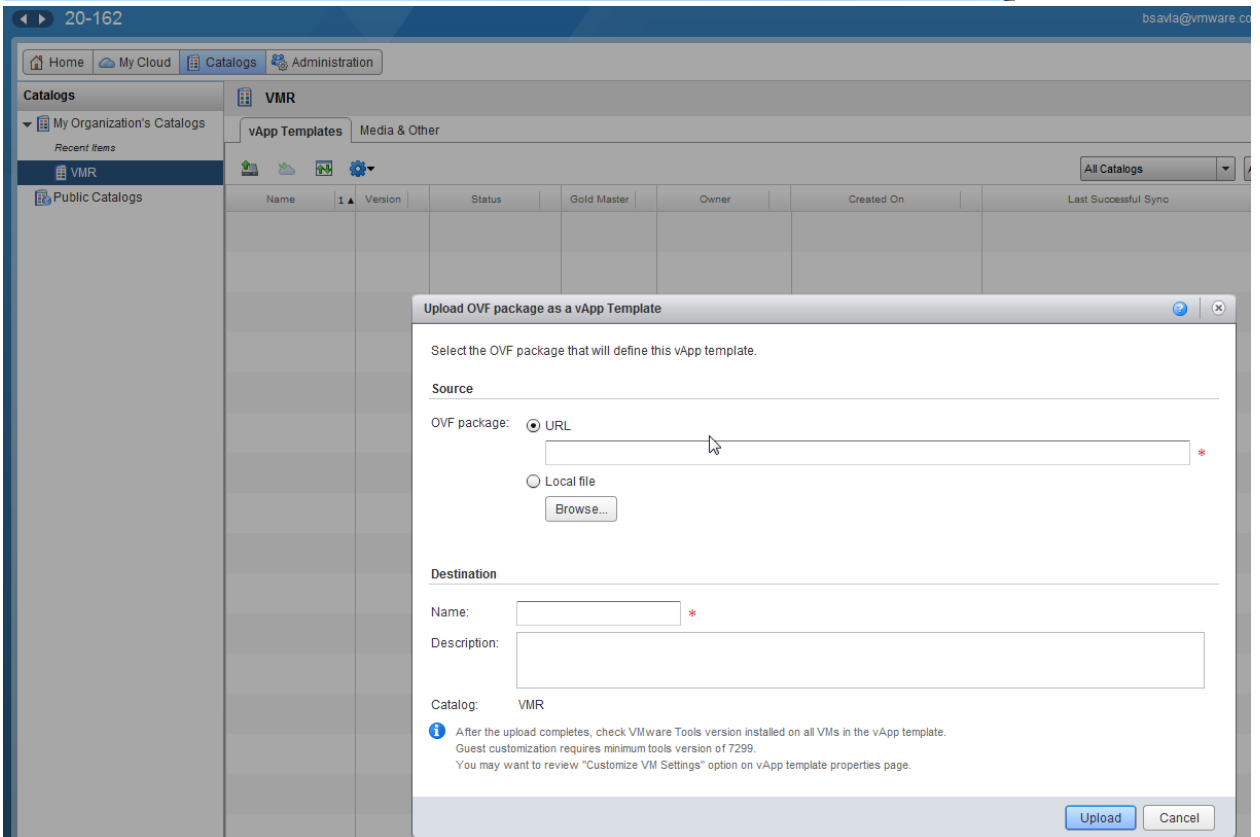 20-162
bsavla@vmware.co
Home My Cloud Catalogs Administration
Catalogs
VMR
My Organization's Catalogs
Recent Items
VMR
Public Catalogs
vApp Templates Media & Other
All Catalogs
Name 1 Version Status Gold Master Owner Created On Last Successful Sync
Upload OVF package as a vApp Template
Select the OVF package that will define this vApp template.
Source
OVF package: URL
*
Local file
Browse...
Destination
Name: *
Description:
Catalog: VMR
After the upload completes, check VMware Tools version installed on all VMs in the vApp template.
Guest customization requires minimum tools version of 7299.
You may want to review "Customize VM Settings" option on vApp template properties page.
Upload Cancel